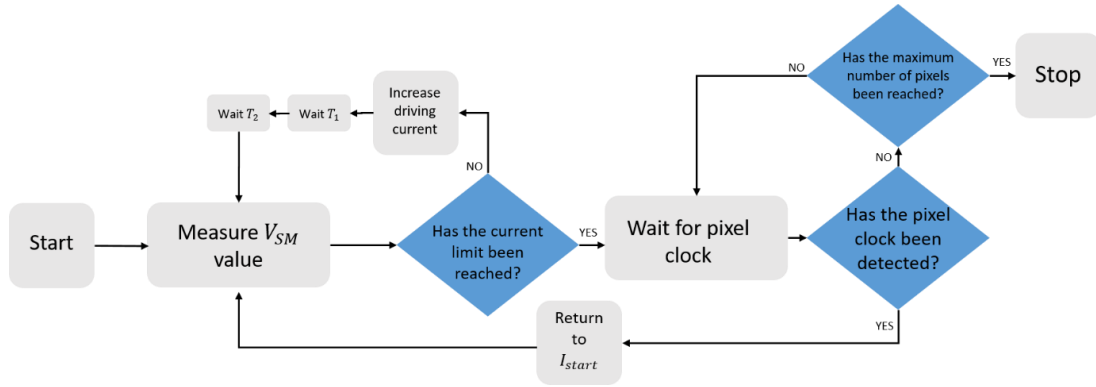 Has the maximum
number of pixels
been reached?
NO
YES
Stop
Increase
driving
current
Wait T₁
Wait T₂
NO
NO
Start
Measure V_SM
value
Has the current
limit been
reached?
YES
Wait for pixel
clock
Has the pixel
clock been
detected?
YES
Return
to
I_start